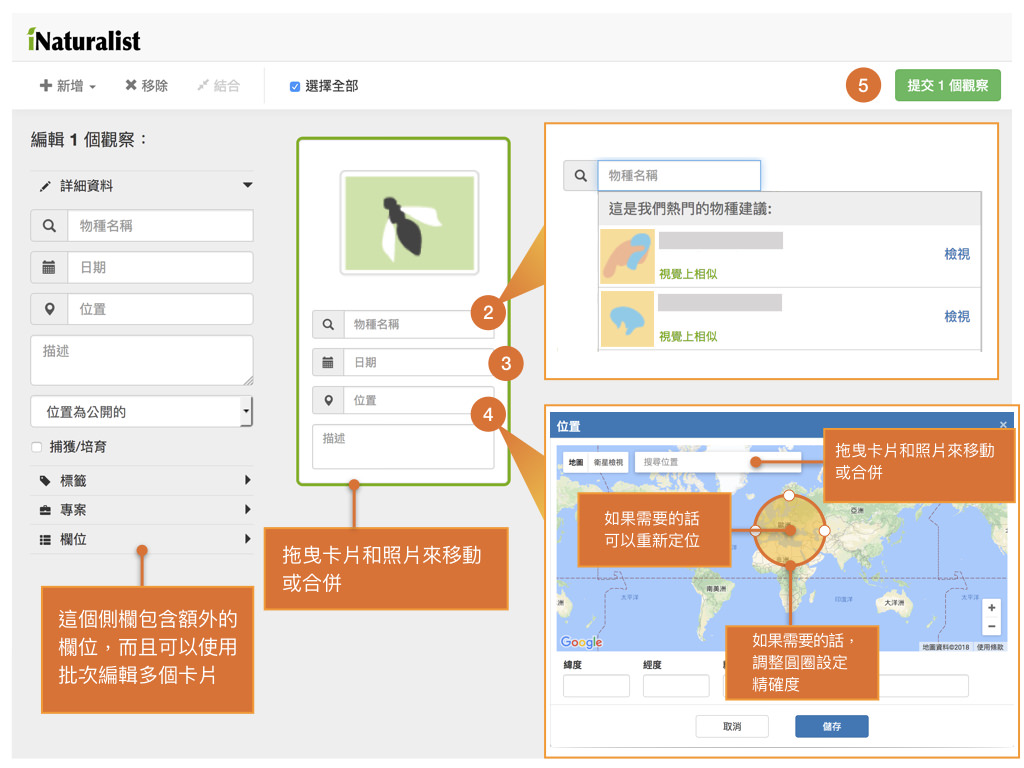 iNaturalist
新增
移除
結合
選擇全部
5
提交 1 個觀察
編輯 1 個觀察：
詳細資料
物種名稱
日期
位置
描述
位置為公開的
捕獲/培育
標籤
專案
欄位
這個側欄包含額外的
欄位，而且可以使用
批次編輯多個卡片
物種名稱
2
日期
3
位置
4
描述
拖曳卡片和照片來移動
或合併
物種名稱
這是我們熱門的物種建議:
檢視
視覺上相似
檢視
視覺上相似
位置
×
地圖
衛星檢視
搜尋位置
拖曳卡片和照片來移動
或合併
如果需要的話
可以重新定位
亞洲
太平洋
南美洲
印度洋
大洋洲
太平洋
如果需要的話，
調整圓圈設定
精確度
+
−
Google
地圖資料©2018
使用條款
緯度
經度
取消
儲存